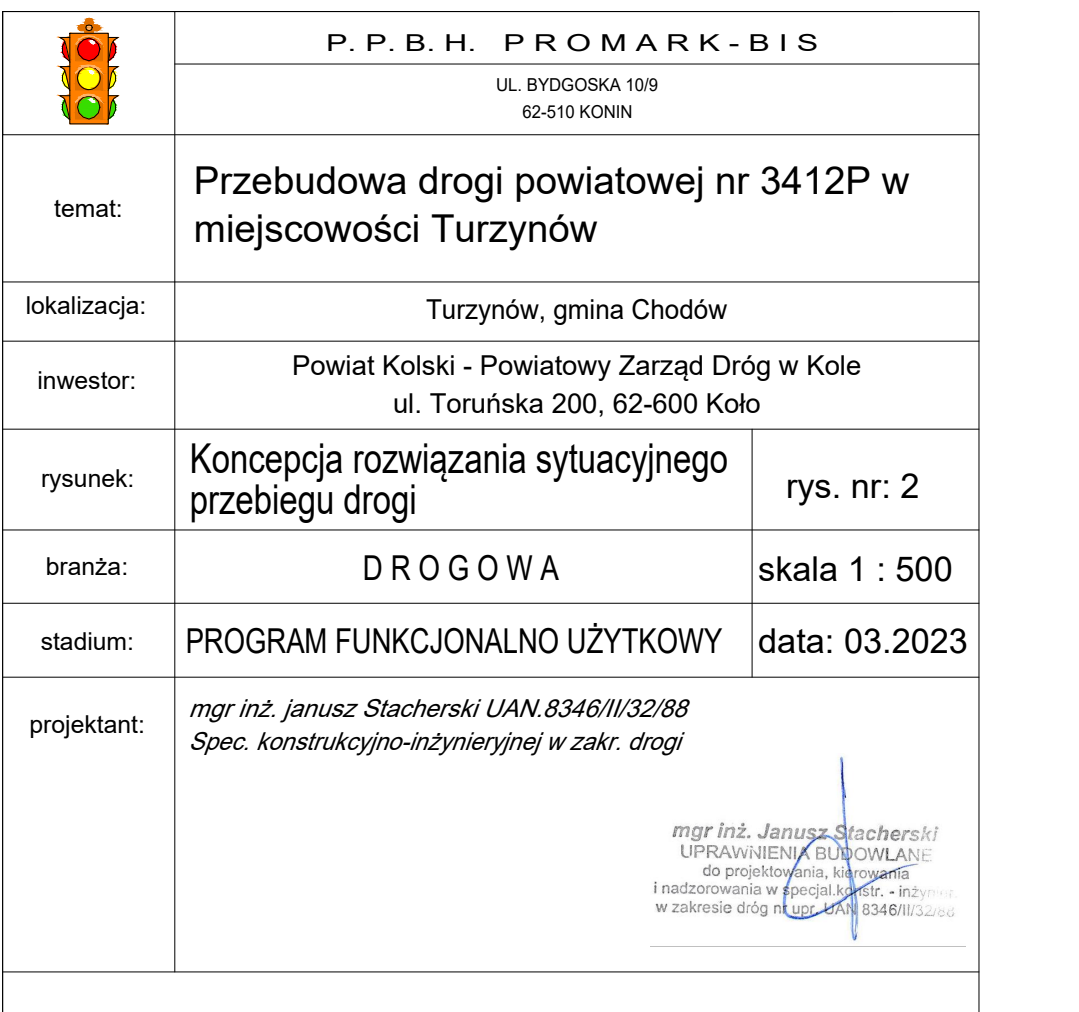 P. P. B. H. PROMARK-BIS
UL. BYDGOSKA 10/9
62-510 KONIN
temat:
Przebudowa drogi powiatowej nr 3412P w
miejscowości Turzynów
lokalizacja:
Turzynów, gmina Chodów
inwestor:
Powiat Kolski - Powiatowy Zarząd Dróg w Kole
ul. Toruńska 200, 62-600 Koło
rysunek:
Koncepcja rozwiązania sytuacyjnego
przebiegu drogi
rys. nr: 2
branża:
DROGOWA
skala 1 : 500
stadium:
PROGRAM FUNKCJONALNO UŻYTKOWY
data: 03.2023
projektant:
mgr inż. janusz Stacherski UAN.8346/II/32/88
Spec. konstrukcyjno-inżynieryjnej w zakr. drogi
mgr inż. Janusz Stacherski
UPRAWNIENIA BUDOWLANE
do projektowania, kierowania
i nadzorowania w specjal.konstr. - inżynier.
w zakresie dróg nr upr. UAN 8346/II/32/88